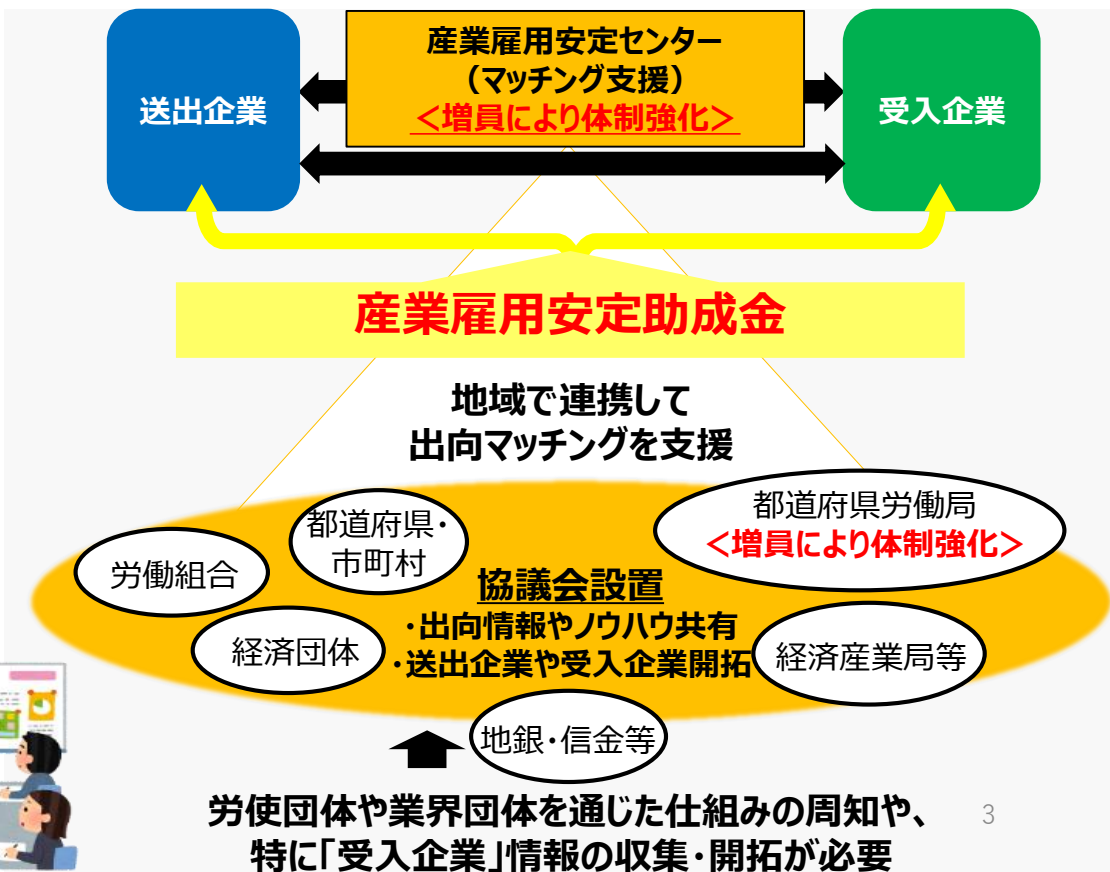 産業雇用安定センター
（マッチング支援）
＜増員により体制強化＞
送出企業
受入企業
産業雇用安定助成金
地域で連携して
出向マッチングを支援
都道府県労働局
＜増員により体制強化＞
都道府県・
市町村
労働組合
協議会設置
・出向情報やノウハウ共有
・送出企業や受入企業開拓
経済団体
経済産業局等
地銀・信金等
労使団体や業界団体を通じた仕組みの周知や、
特に「受入企業」情報の収集・開拓が必要
3